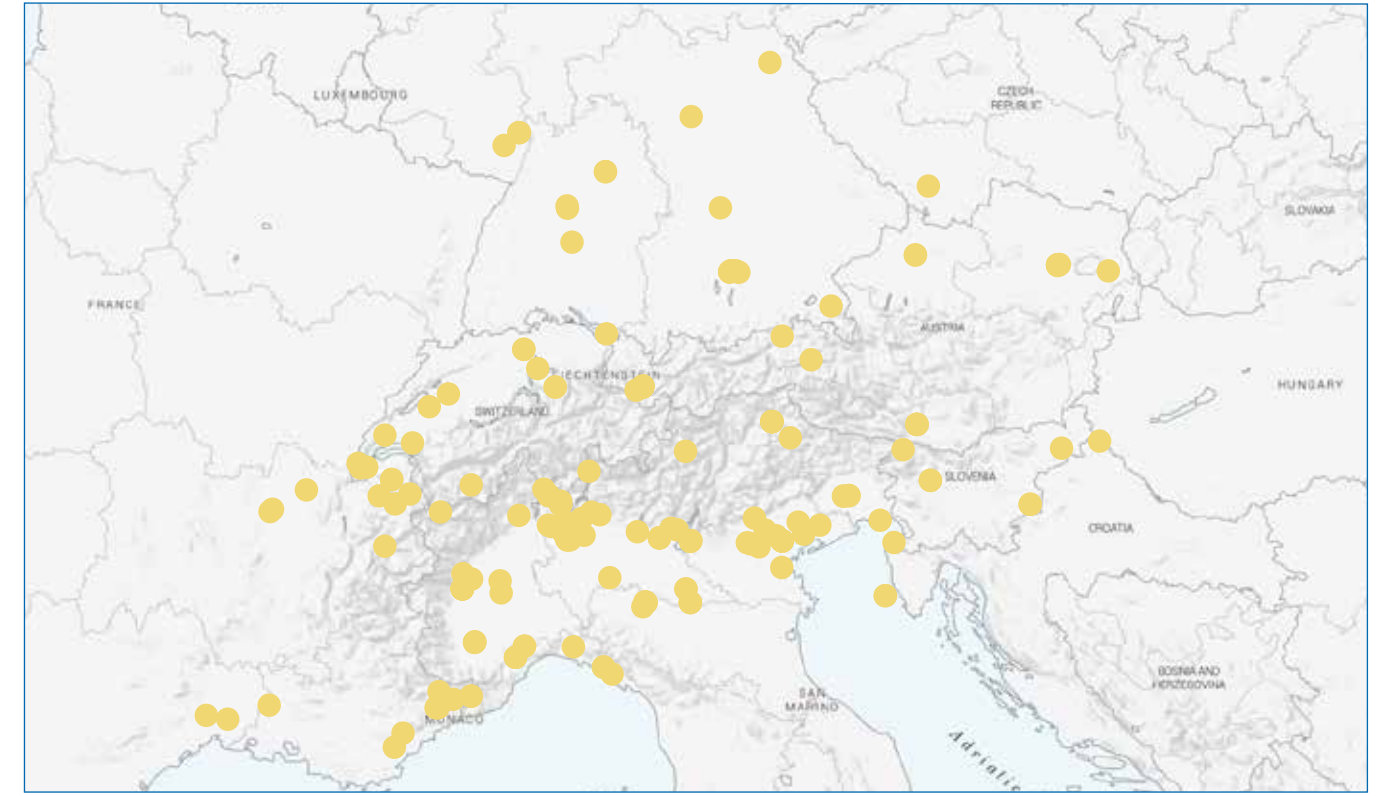 LUXEMBOURG
CZECH
REPUBLIC
SLOVAKIA
FRANCE
AUSTRIA
LIECHTENSTEIN
HUNGARY
SWITZERLAND
SLOVENIA
CROATIA
BOSNIA AND
HERZEGOVINA
SAN
MARINO
MONACO
Adriatic